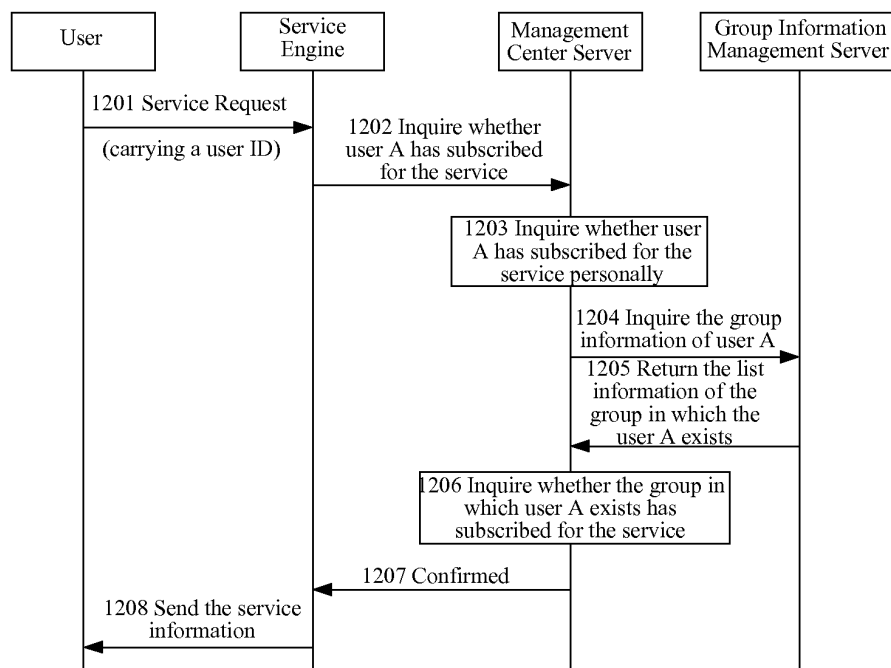 User
Service
Engine
Management
Center Server
Group Information
Management Server
1201 Service Request
(carrying a user ID)
1202 Inquire whether
user A has subscribed
for the service
1203 Inquire whether user
A has subscribed for the
service personally
1204 Inquire the group
information of user A
1205 Return the list
information of the
group in which the
user A exists
1206 Inquire whether the group in
which user A exists has
subscribed for the service
1207 Confirmed
1208 Send the service
information